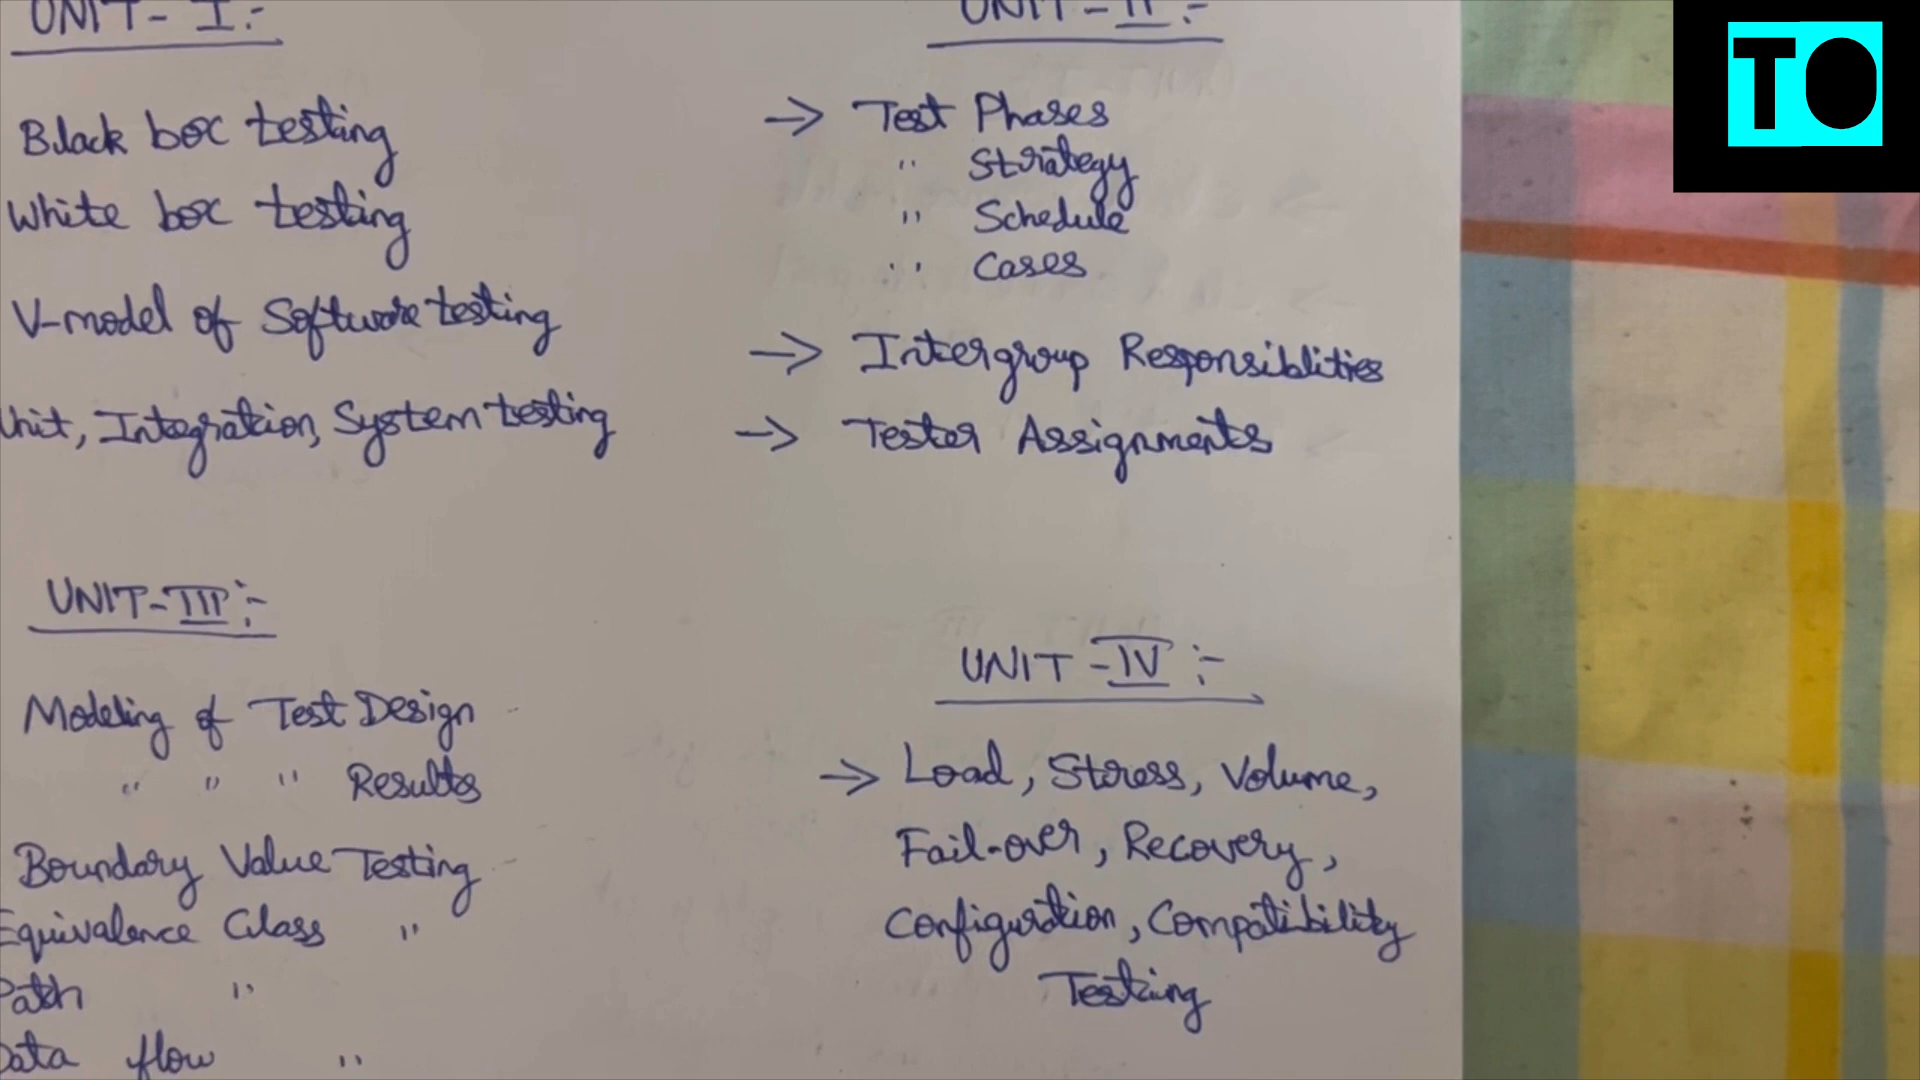 UNIT- I:-
Black box testing
White box testing
V-model of Software testing
Unit, Integration, System testing
UNIT-II:-
→ Test Phases
" Strategy
" Schedule
" Cases
→ Intergroup Responsiblities
→ Tester Assignments
UNIT-III:-
Modeling of Test Design
" " " Results
Boundary Value Testing
Equivalence Class "
Path "
Data flow "
UNIT-IV:-
→ Load, Stress, Volume,
Fail-over, Recovery,
Configuration, Compatibility
Testing
TO